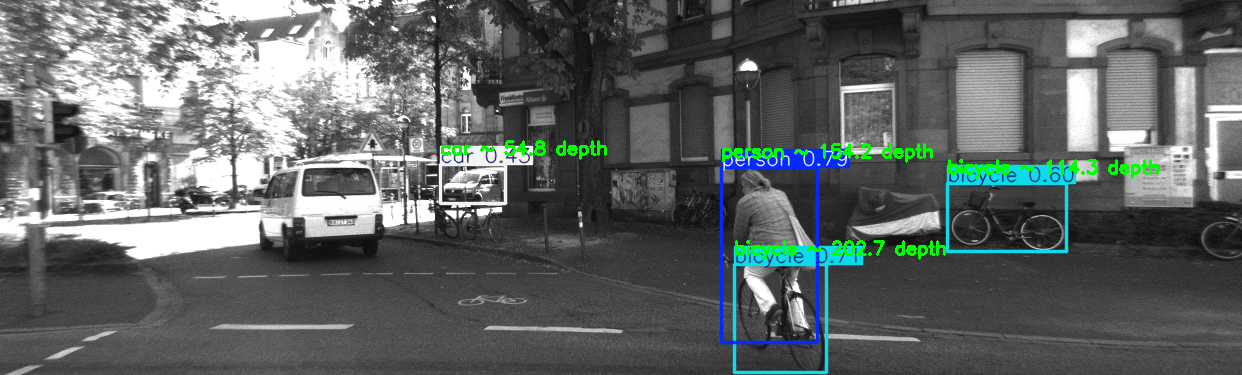 car ~ 54.8 depth
car 0.43
person ~ 154.2 depth
person 0.79
bicycle ~ 114.3 depth
bicycle 0.60
bicycle ~ 202.7 depth
bicycle 0.71